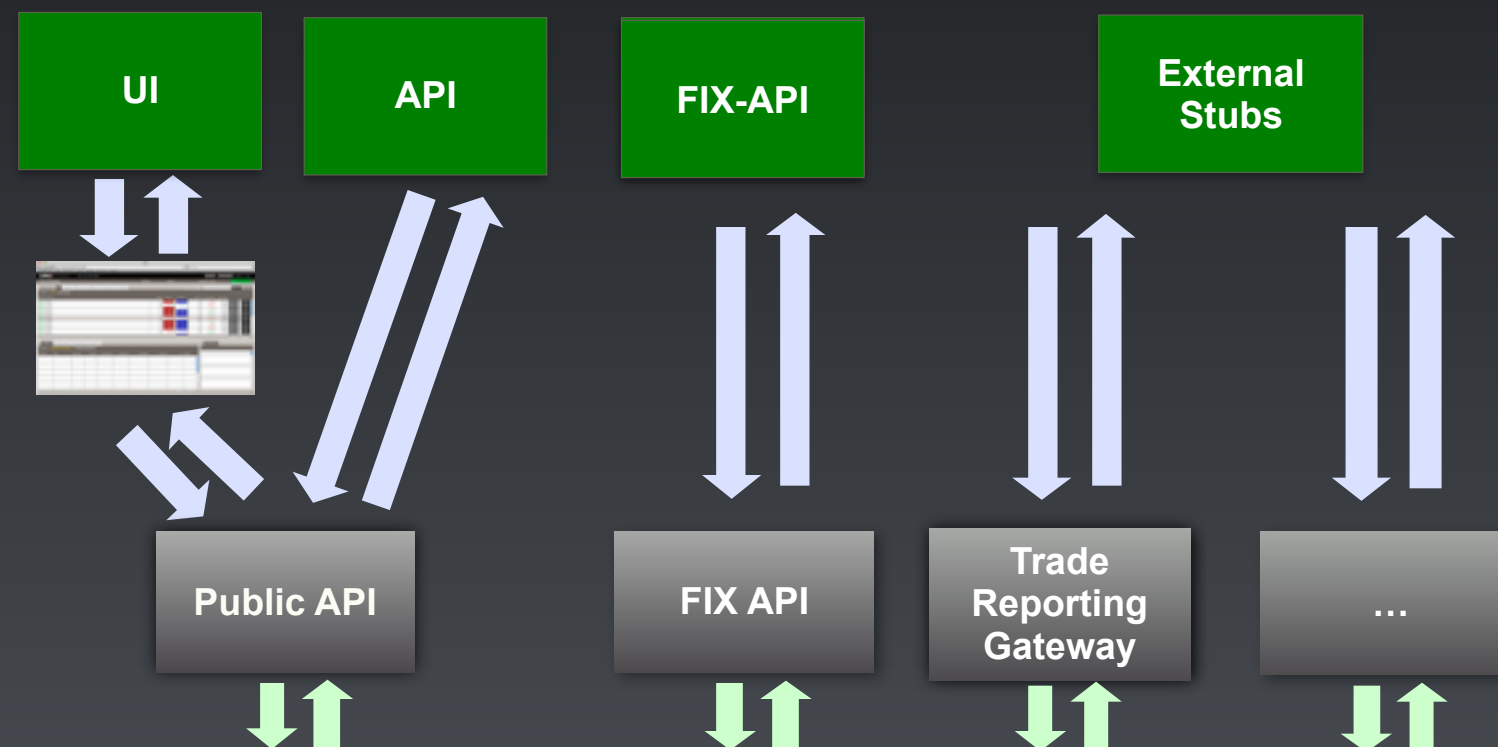 UI
API
FIX-API
External
Stubs
Public API
FIX API
Trade
Reporting
Gateway
...